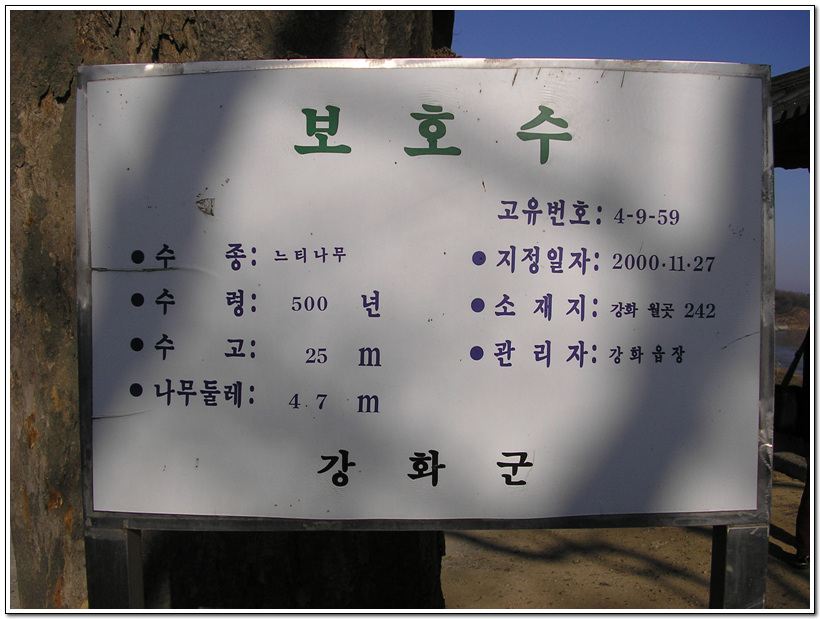 보 호 수
고유번호: 4-9-59
● 수 종: 느티나무
● 지정일자: 2000·11·27
● 수 령: 500 년
● 소 재 지: 강화 월곳 242
● 수 고: 25 m
● 관 리 자: 강화읍장
● 나무둘레: 4.7 m
강 화 군